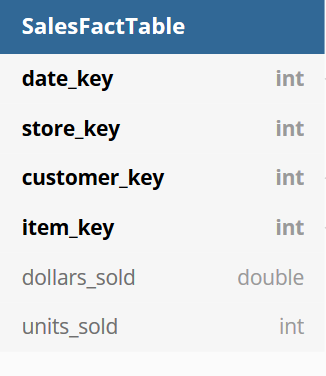 SalesFactTable
date_key int
store_key int
customer_key int
item_key int
dollars_sold double
units_sold int